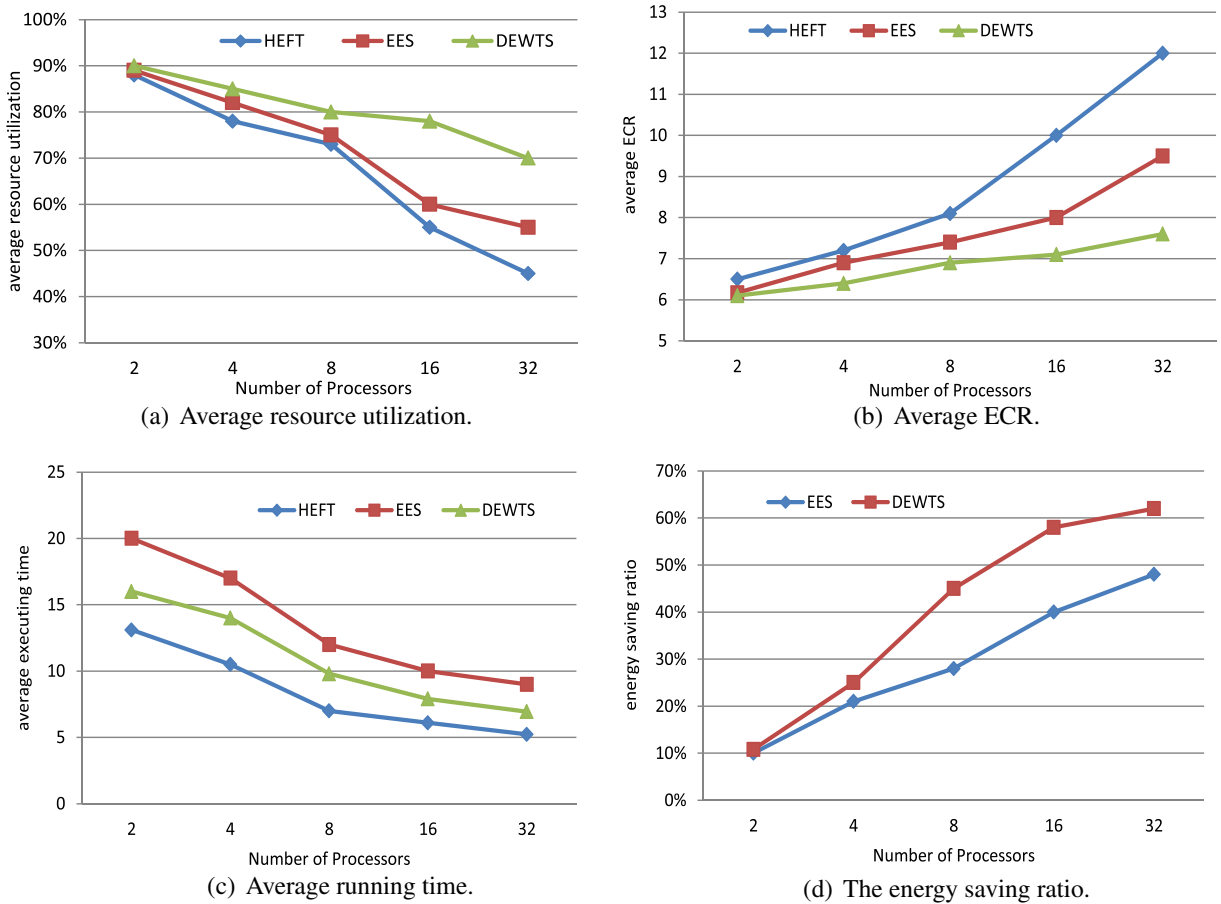 100%
90%
80%
70%
60%
50%
40%
30%
average resource utilization
HEFT EES DEWTS
2 4 8 16 32
Number of Processors
(a) Average resource utilization.
13
12
11
10
9
8
7
6
5
average ECR
HEFT EES DEWTS
2 4 8 16 32
Number of Processors
(b) Average ECR.
25
20
15
10
5
0
average executing time
HEFT EES DEWTS
2 4 8 16 32
Number of Processors
(c) Average running time.
70%
60%
50%
40%
30%
20%
10%
0%
energy saving ratio
EES DEWTS
2 4 8 16 32
Number of Processors
(d) The energy saving ratio.